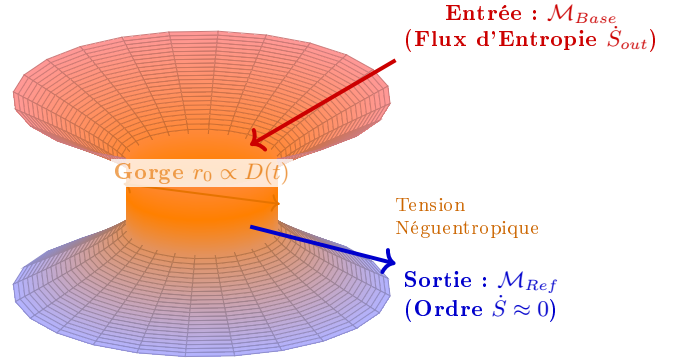 Entrée : $\mathcal{M}_{Base}$
(Flux d'Entropie $\dot{S}_{out}$)
Gorge $r_0 \propto D(t)$
Tension
Néguentropique
Sortie : $\mathcal{M}_{Ref}$
(Ordre $\dot{S} \approx 0$)